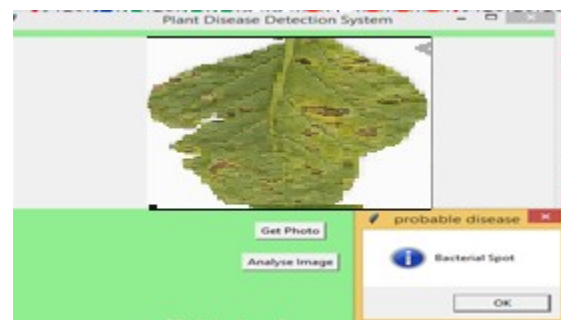 Plant Disease Detection System
Get Photo
Analyse Image
probable disease
Bacterial Spot
OK